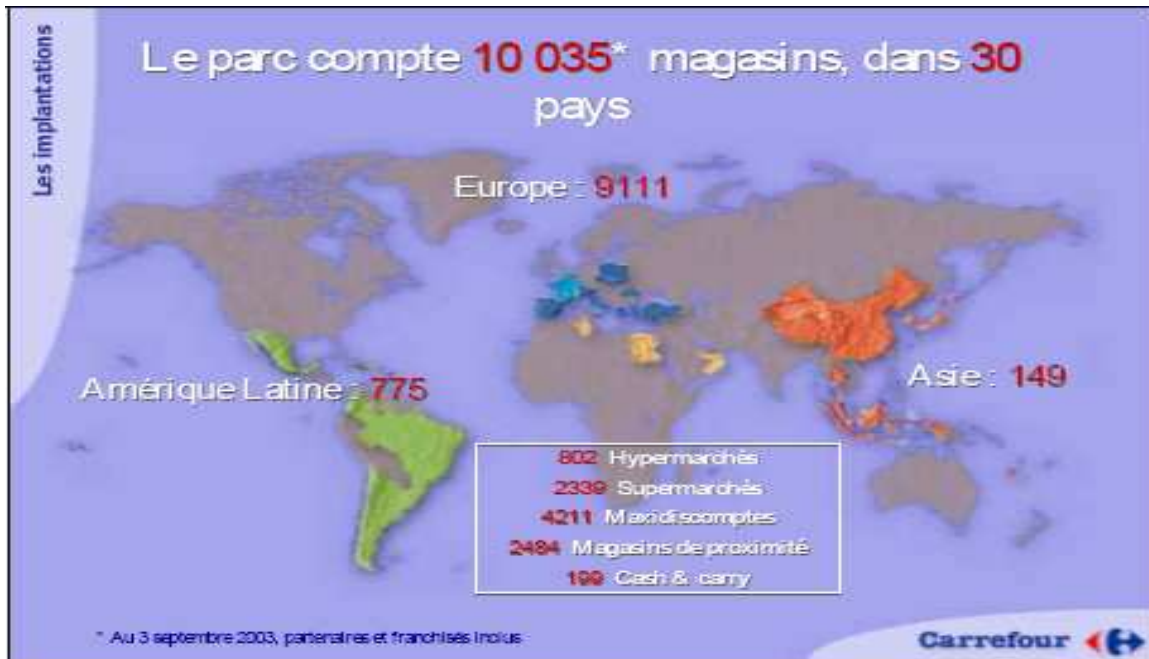 Les implantations
Le parc compte 10 035* magasins, dans 30
pays
Europe : 9111
Amérique Latine : 775
Asie : 149
802 Hypermarchés
2339 Supermarchés
4211 Maxidiscomptes
2484 Magasins de proximité
199 Cash & carry
* Au 3 septembre 2003, partenaires et franchisés inclus
Carrefour